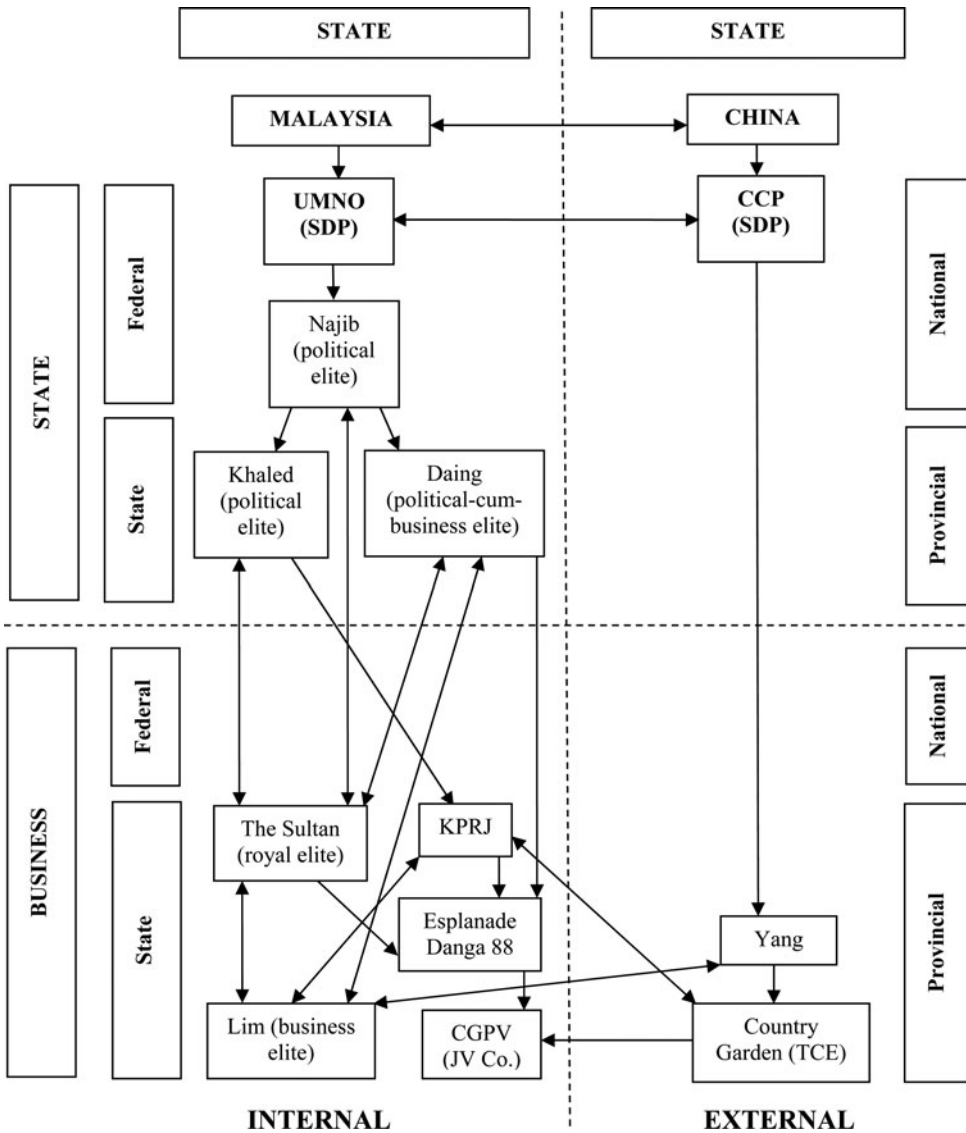 STATE
STATE
MALAYSIA
CHINA
UMNO
(SDP)
CCP
(SDP)
STATE
Federal
National
Najib
(political
elite)
State
Khaled
(political
elite)
Daing
(political-cum-
business elite)
Provincial
BUSINESS
Federal
National
State
The Sultan
(royal elite)
KPRJ
Provincial
Esplanade
Danga 88
Yang
Lim (business
elite)
CGPV
(JV Co.)
Country
Garden (TCE)
INTERNAL
EXTERNAL